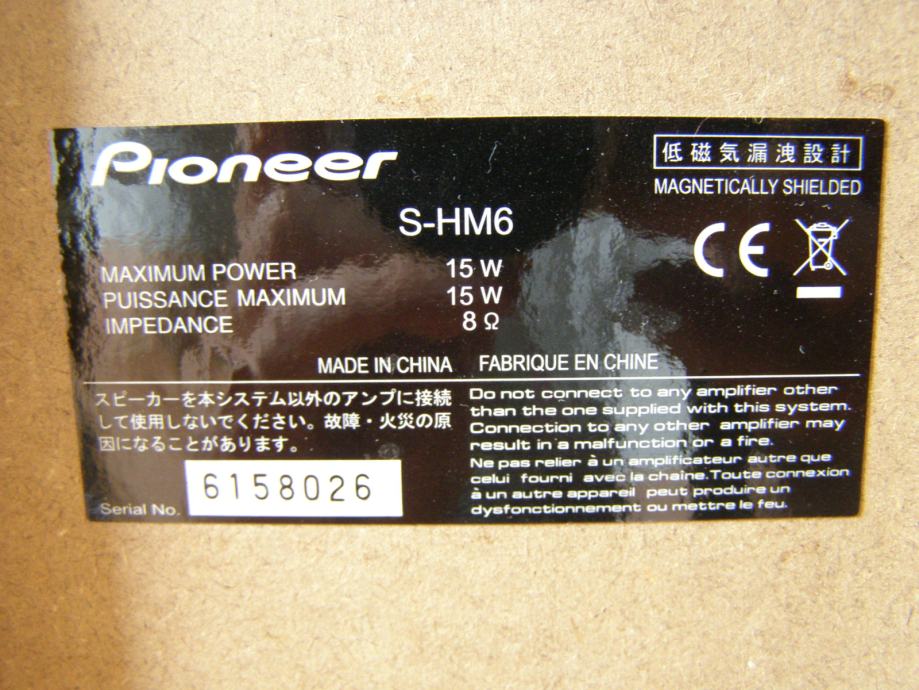 Pioneer
低磁気漏洩設計
MAGNETICALLY SHIELDED
S-HM6
CE
MAXIMUM POWER 15 W
PUISSANCE MAXIMUM 15 W
IMPEDANCE 8 Ω
MADE IN CHINA FABRIQUE EN CHINE
スピーカーを本システム以外のアンプに接続
して使用しないでください。故障・火災の原
因になることがあります。
Serial No. 6158026
Do not connect to any amplifier other
than the one supplied with this system.
Connection to any other amplifier may
result in a malfunction or a fire.
Ne pas relier à un amplificateur autre que
celui fourni avec la chaine.Toute connexion
à un autre appareil peut produire un
dysfonctionnement ou mettre le feu.